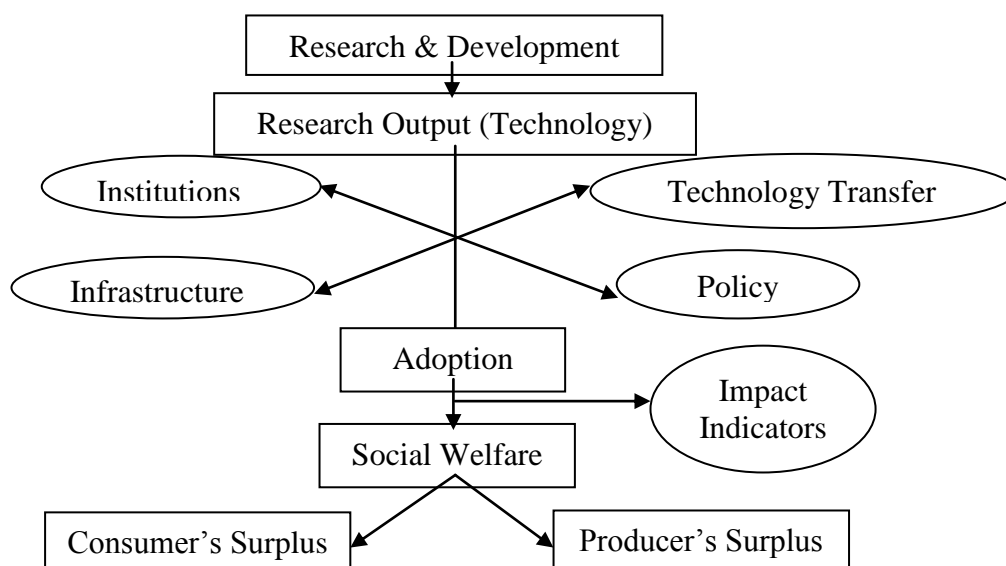 Research & Development
Research Output (Technology)
Institutions
Technology Transfer
Infrastructure
Policy
Adoption
Impact
Indicators
Social Welfare
Consumer’s Surplus
Producer’s Surplus